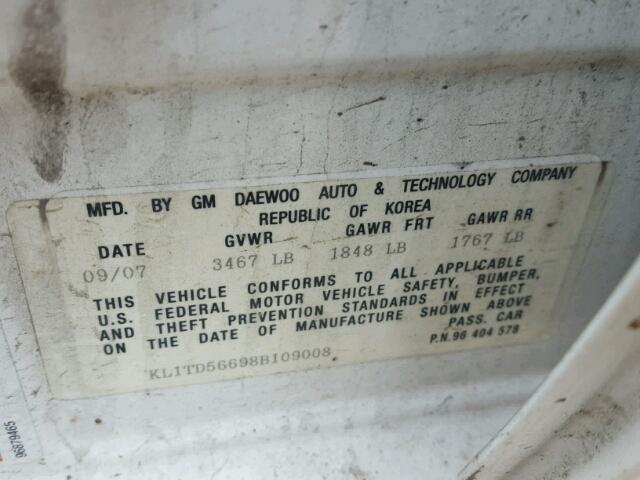 MFD. BY GM DAEWOO AUTO & TECHNOLOGY COMPANY
REPUBLIC OF KOREA
DATE GVWR GAWR FRT GAWR RR
09/07 3467 LB 1848 LB 1767 LB
THIS VEHICLE CONFORMS TO ALL APPLICABLE
U.S. FEDERAL MOTOR VEHICLE SAFETY, BUMPER,
AND THEFT PREVENTION STANDARDS IN EFFECT
ON THE DATE OF MANUFACTURE SHOWN ABOVE
PASS. CAR
P.N. 96 404 578
KL1TD56698B109008
96879465